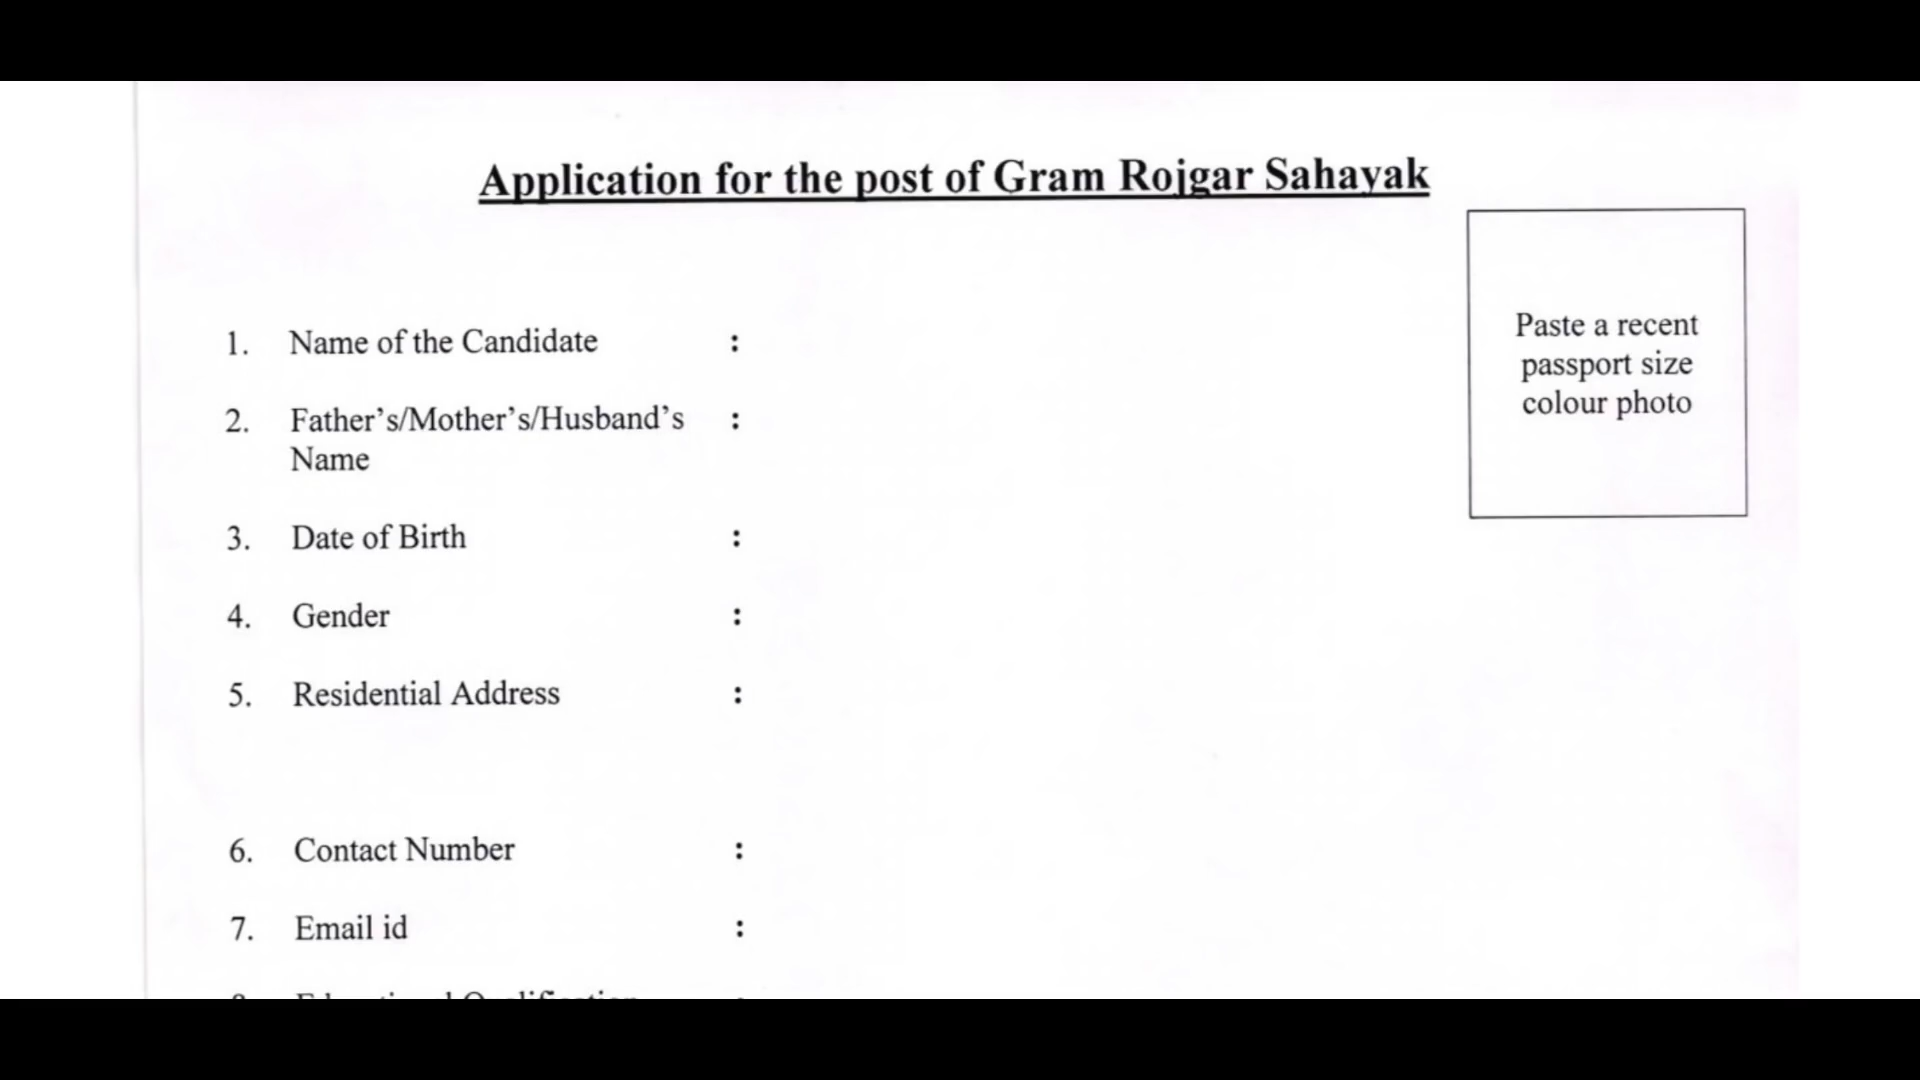 Application for the post of Gram Rojgar Sahayak
Paste a recent
passport size
colour photo
1. Name of the Candidate :
2. Father's/Mother's/Husband's :
Name
3. Date of Birth :
4. Gender :
5. Residential Address :
6. Contact Number :
7. Email id :